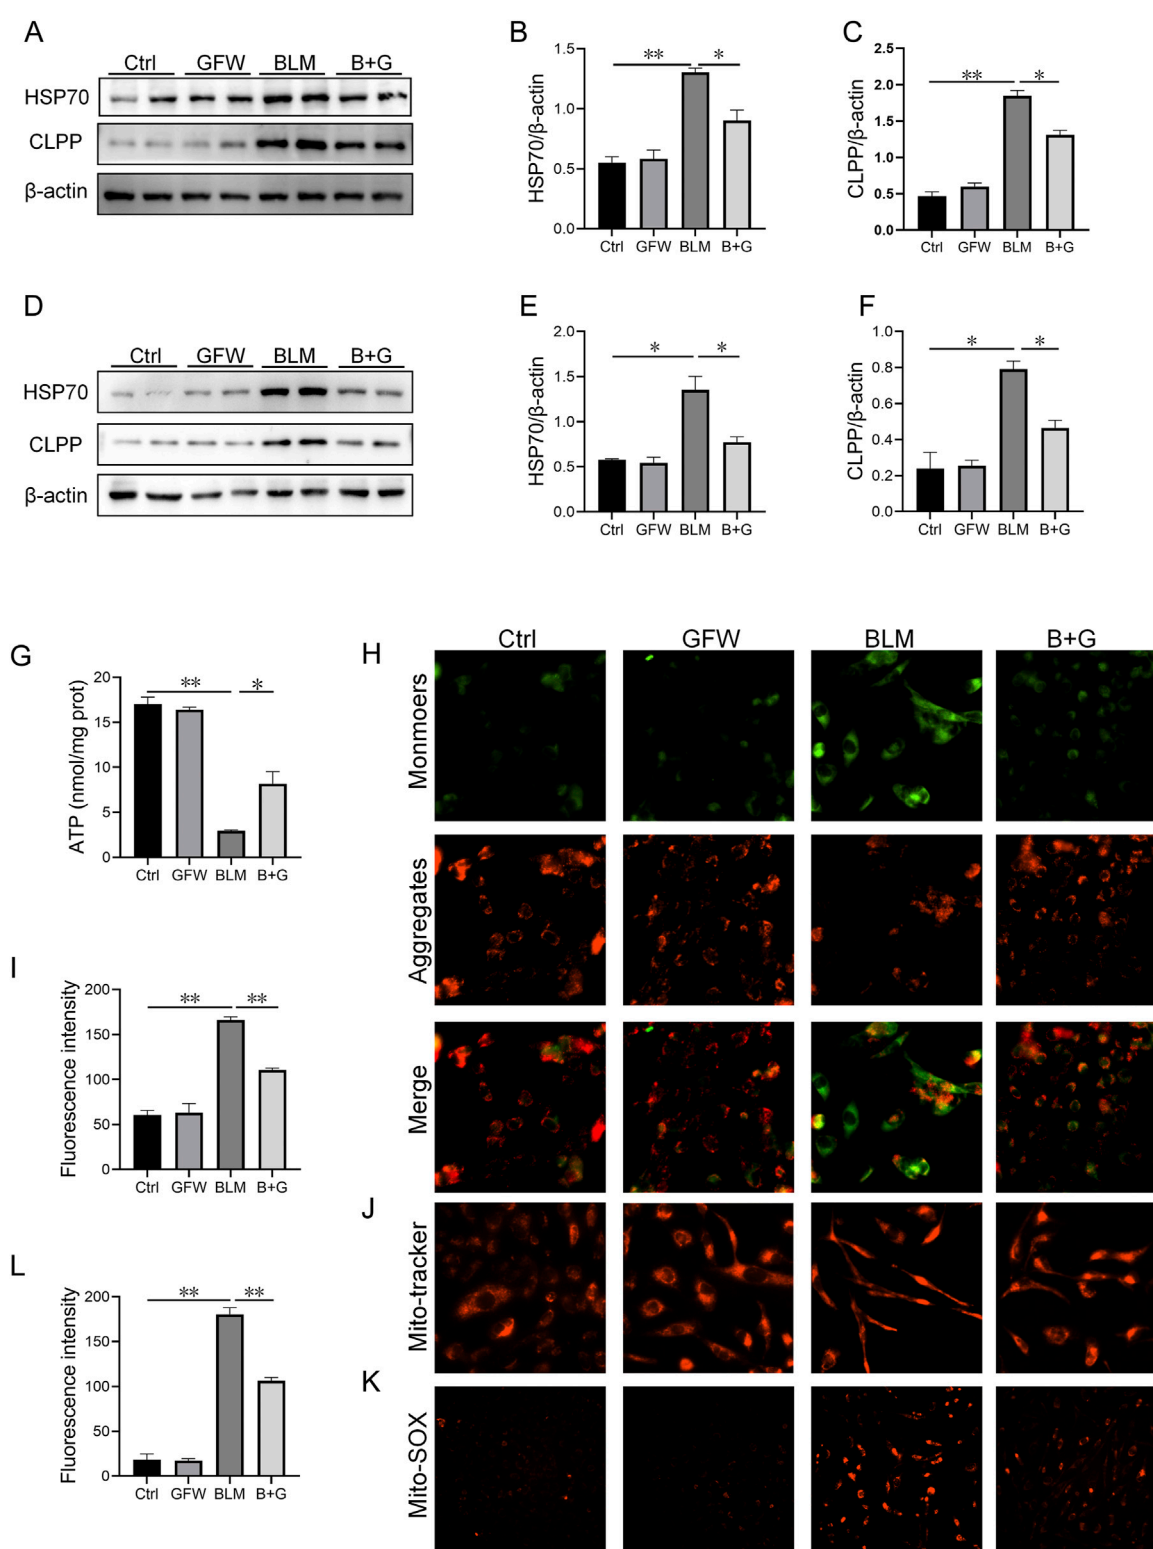 A
Ctrl GFW BLM B+G
HSP70
CLPP
β-actin
B
HSP70/β-actin
1.5
1.0
0.5
0.0
** *
Ctrl GFW BLM B+G
C
CLPP/β-actin
2.5
2.0
1.5
1.0
0.5
0.0
** *
Ctrl GFW BLM B+G
D
Ctrl GFW BLM B+G
HSP70
CLPP
β-actin
E
HSP70/β-actin
2.0
1.5
1.0
0.5
0.0
* *
Ctrl GFW BLM B+G
F
CLPP/β-actin
1.0
0.8
0.6
0.4
0.2
0.0
* *
Ctrl GFW BLM B+G
G
ATP (nmol/mg prot)
20
15
10
5
0
** *
Ctrl GFW BLM B+G
H
Ctrl GFW BLM B+G
Monmoers
Aggregates
Merge
I
Fluorescence intensity
200
150
100
50
0
** **
Ctrl GFW BLM B+G
J
Mito-tracker
K
Mito-SOX
L
Fluorescence intensity
200
150
100
50
0
** **
Ctrl GFW BLM B+G